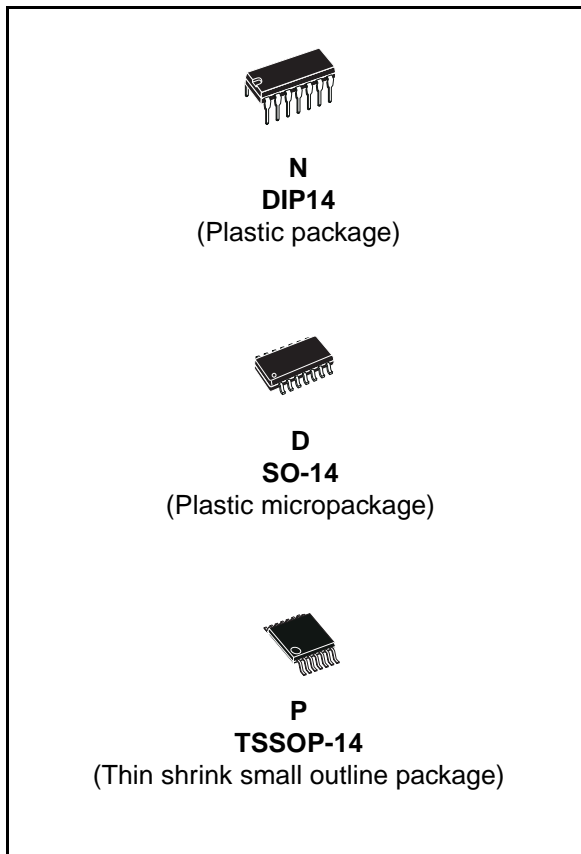 N
DIP14
(Plastic package)
D
SO-14
(Plastic micropackage)
P
TSSOP-14
(Thin shrink small outline package)